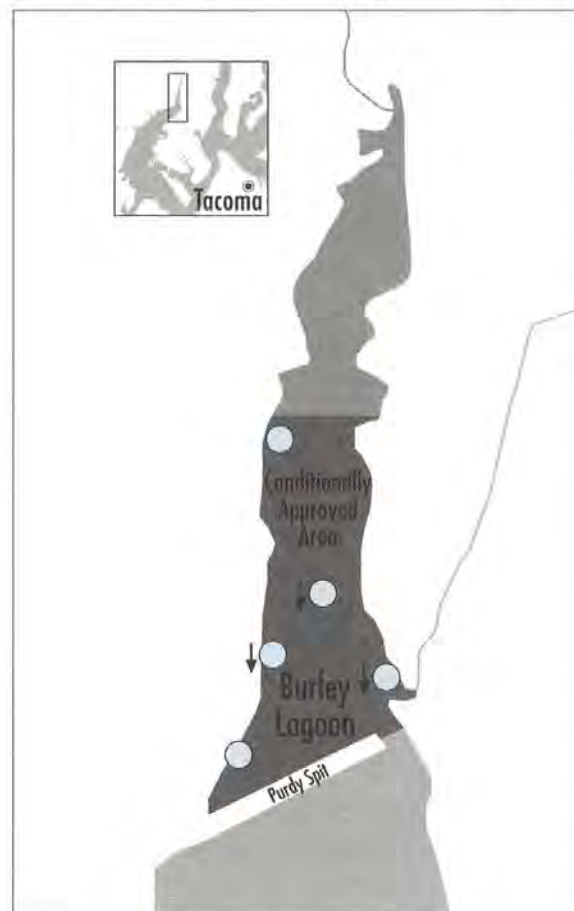 Tacoma
Conditionally
Approved
Area
Burley
Lagoon
Purdy Spit